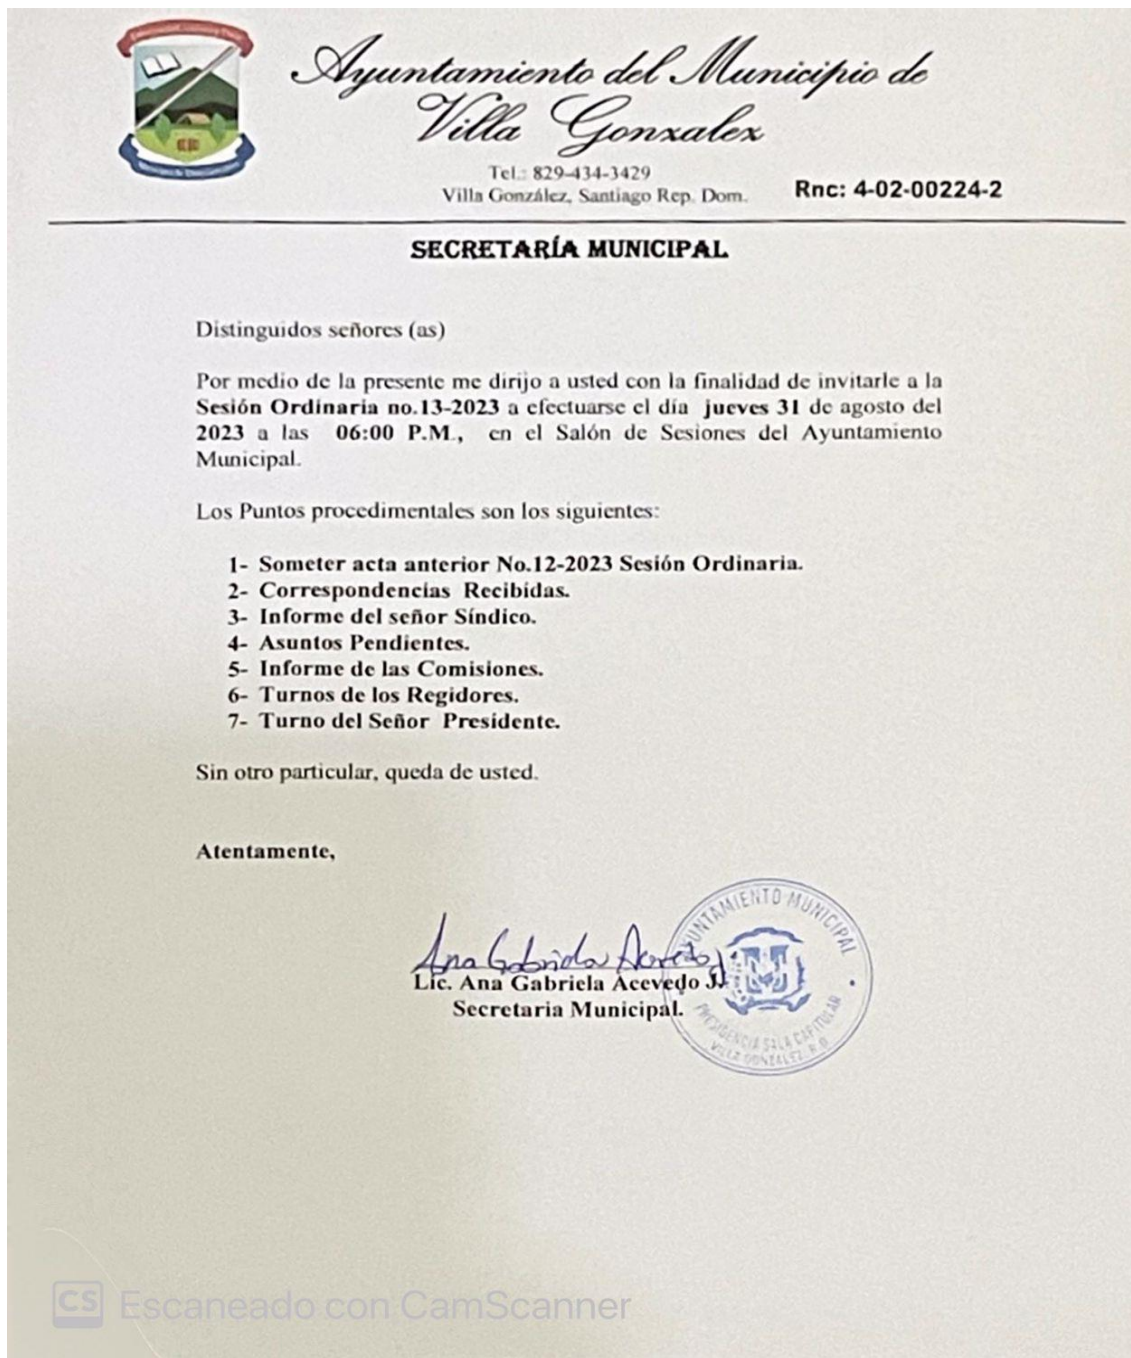 Ayuntamiento del Municipio de
Villa Gonzalez
Tel.: 829-434-3429
Villa González, Santiago Rep. Dom.
Rnc: 4-02-00224-2
SECRETARÍA MUNICIPAL
Distinguidos señores (as)
Por medio de la presente me dirijo a usted con la finalidad de invitarle a la
Sesión Ordinaria no.13-2023 a efectuarse el día jueves 31 de agosto del
2023 a las 06:00 P.M., en el Salón de Sesiones del Ayuntamiento
Municipal.
Los Puntos procedimentales son los siguientes:
1- Someter acta anterior No.12-2023 Sesión Ordinaria.
2- Correspondencias Recibidas.
3- Informe del señor Síndico.
4- Asuntos Pendientes.
5- Informe de las Comisiones.
6- Turnos de los Regidores.
7- Turno del Señor Presidente.
Sin otro particular, queda de usted.
Atentamente,
Ana Gabriela Acevedo J.
Lic. Ana Gabriela Acevedo J.
Secretaria Municipal.
AYUNTAMIENTO MUNICIPAL
PRESIDENCIA SALA CAPITULAR
VILLA GONZALEZ, R.D.
CS Escaneado con CamScanner